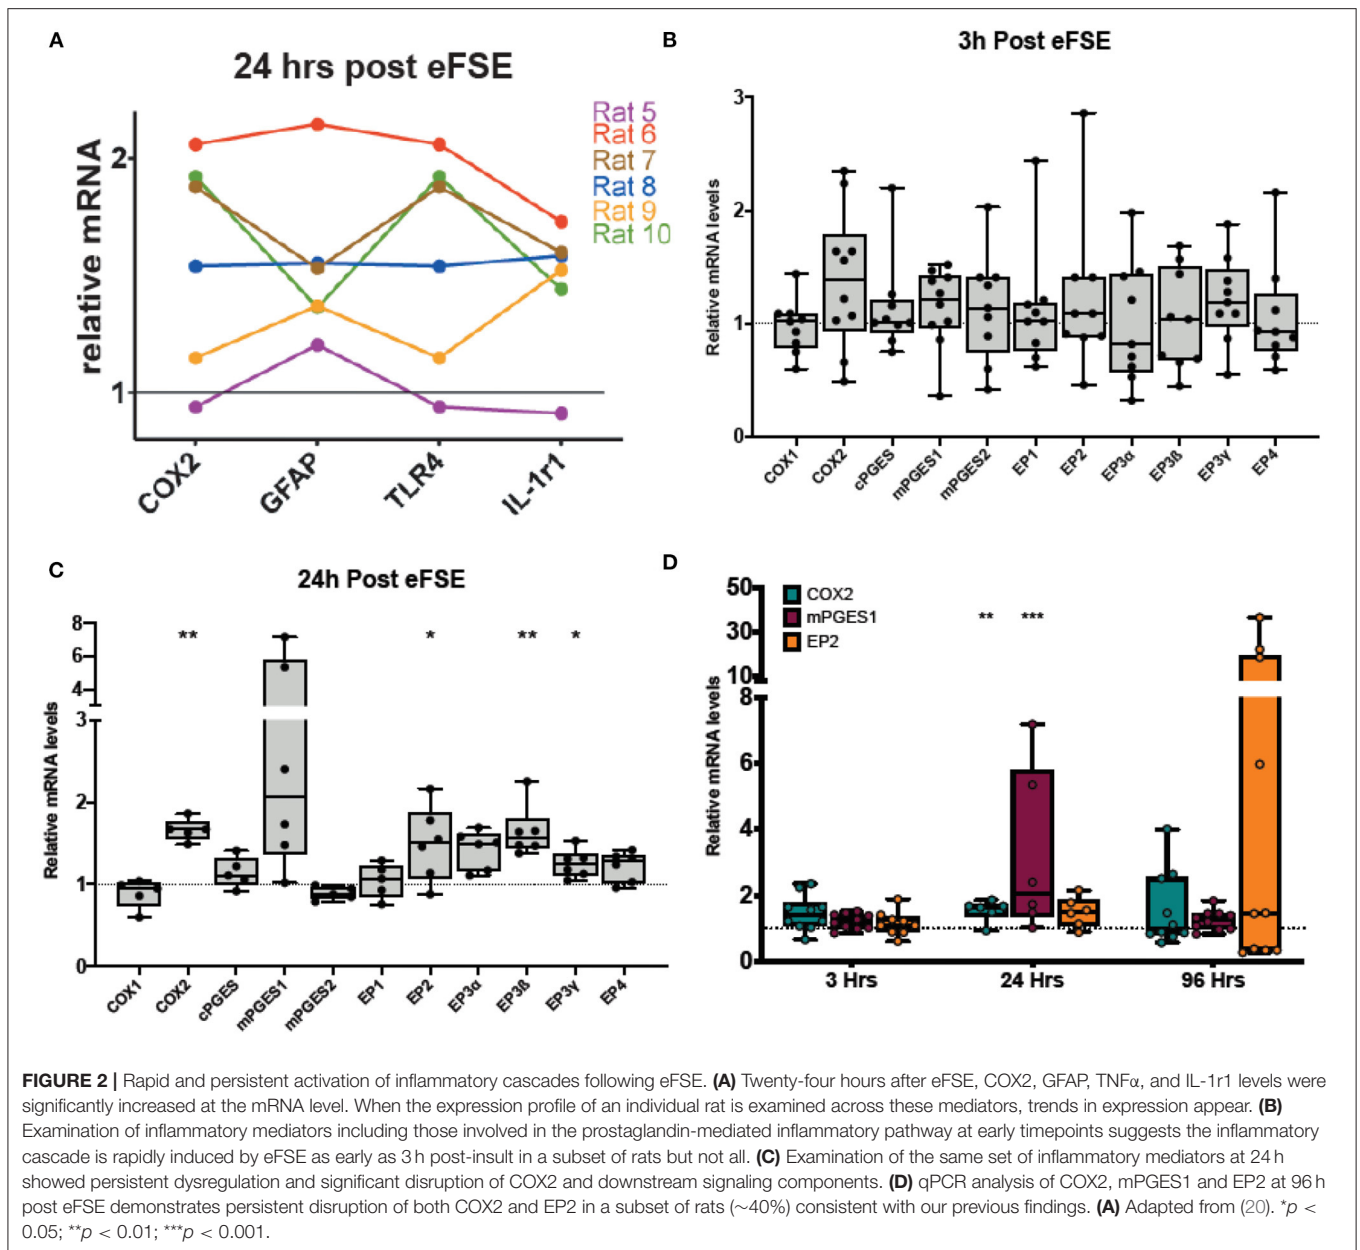 A
24 hrs post eFSE
relative mRNA
2
1
Rat 5
Rat 6
Rat 7
Rat 8
Rat 9
Rat 10
COX2
GFAP
TLR4
IL-1r1
B
3h Post eFSE
Relative mRNA levels
3
2
1
0
COX1
COX2
cPGES
mPGES1
mPGES2
EP1
EP2
EP3α
EP3ß
EP3γ
EP4
C
24h Post eFSE
Relative mRNA levels
8
6
4
3
2
1
0
**
*
**
*
COX1
COX2
cPGES
mPGES1
mPGES2
EP1
EP2
EP3α
EP3ß
EP3γ
EP4
D
Relative mRNA levels
50
30
10
8
6
4
2
0
COX2
mPGES1
EP2
**
***
3 Hrs
24 Hrs
96 Hrs
FIGURE 2 | Rapid and persistent activation of inflammatory cascades following eFSE. (A) Twenty-four hours after eFSE, COX2, GFAP, TNFα, and IL-1r1 levels were
significantly increased at the mRNA level. When the expression profile of an individual rat is examined across these mediators, trends in expression appear. (B)
Examination of inflammatory mediators including those involved in the prostaglandin-mediated inflammatory pathway at early timepoints suggests the inflammatory
cascade is rapidly induced by eFSE as early as 3 h post-insult in a subset of rats but not all. (C) Examination of the same set of inflammatory mediators at 24 h
showed persistent dysregulation and significant disruption of COX2 and downstream signaling components. (D) qPCR analysis of COX2, mPGES1 and EP2 at 96 h
post eFSE demonstrates persistent disruption of both COX2 and EP2 in a subset of rats (∼40%) consistent with our previous findings. (A) Adapted from (20). *p <
0.05; **p < 0.01; ***p < 0.001.